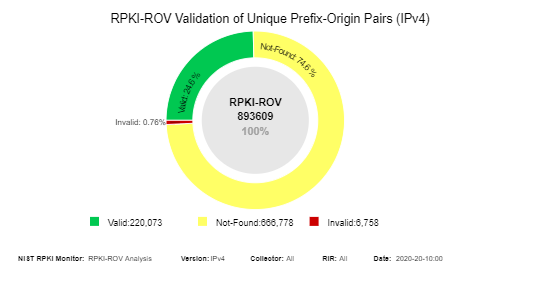 RPKI-ROV Validation of Unique Prefix-Origin Pairs (IPv4)
Valid: 24.6 %
Not-Found: 74.6 %
RPKI-ROV
893609
100%
Invalid: 0.76%
Valid:220,073 Not-Found:666,778 Invalid:6,758
NIST RPKI Monitor: RPKI-ROV Analysis Version: IPv4 Collector: All RIR: All Date: 2020-20-10:00